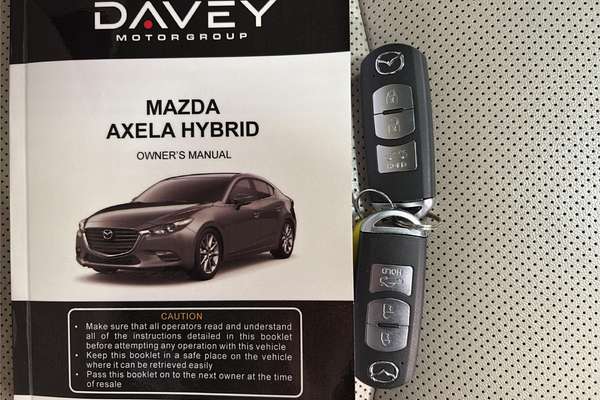 DAVEY
MOTOR GROUP
MAZDA
AXELA HYBRID
OWNER'S MANUAL
CAUTION
• Make sure that all operators read and understand
all of the instructions detailed in this booklet
before attempting any operation with this vehicle
• Keep this booklet in a safe place on the vehicle
where it can be retrieved easily
• Pass this booklet on to the next owner at the time
of resale
HOLD
HOLD